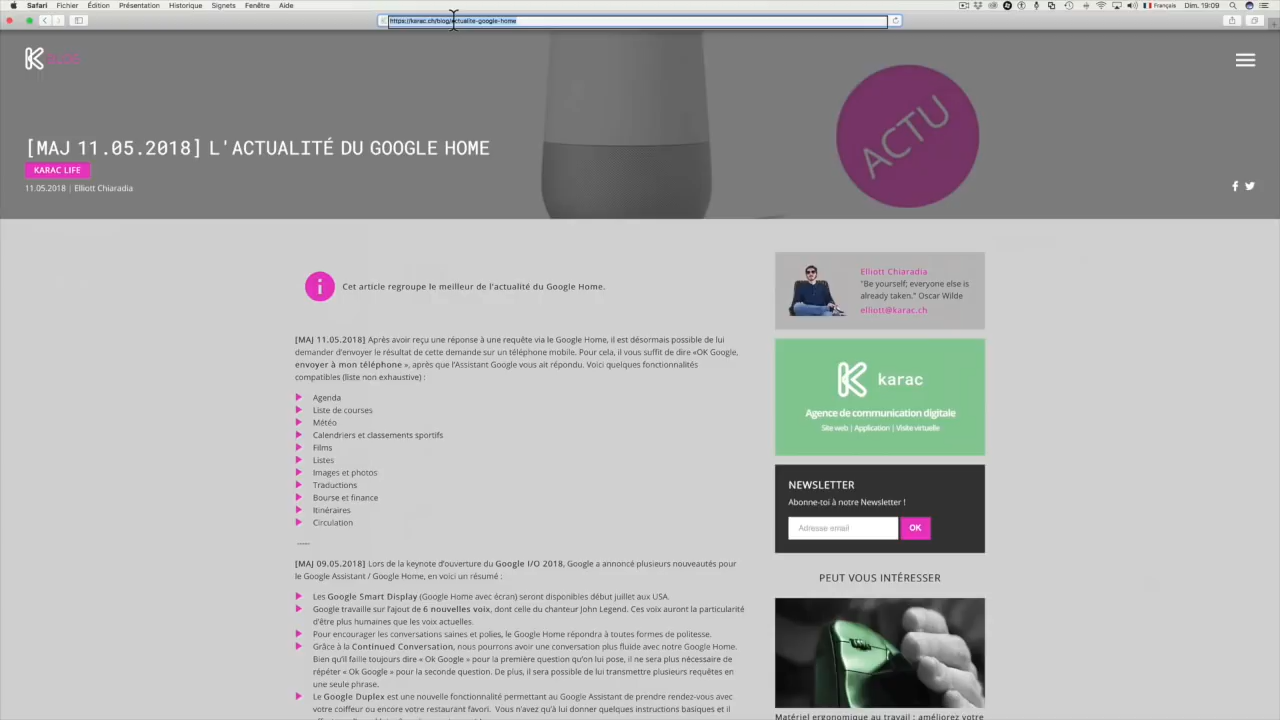 Safari Fichier Édition Présentation Historique Signets Fenêtre Aide
Français Dim. 19:09
https://karac.ch/blog/actualite-google-home
ACTU
[MAJ 11.05.2018] L'ACTUALITÉ DU GOOGLE HOME
KARAC LIFE
11.05.2018 | Elliott Chiaradia
Cet article regroupe le meilleur de l'actualité du Google Home.
[MAJ 11.05.2018] Après avoir reçu une réponse à une requête via le Google Home, il est désormais possible de lui
demander d'envoyer le résultat de cette demande sur un téléphone mobile. Pour cela, il vous suffit de dire «OK Google,
envoyer à mon téléphone », après que l'Assistant Google vous ait répondu. Voici quelques fonctionnalités
compatibles (liste non exhaustive) :
Agenda
Liste de courses
Météo
Calendriers et classements sportifs
Films
Listes
Images et photos
Traductions
Bourse et finance
Itinéraires
Circulation
[MAJ 09.05.2018] Lors de la keynote d'ouverture du Google I/O 2018, Google a annoncé plusieurs nouveautés pour
le Google Assistant / Google Home, en voici un résumé :
Les Google Smart Display (Google Home avec écran) seront disponibles début juillet aux USA.
Google travaille sur l'ajout de 6 nouvelles voix, dont celle du chanteur John Legend. Ces voix auront la particularité
d'être plus humaines que les voix actuelles.
Pour encourager les conversations saines et polies, le Google Home répondra à toutes formes de politesse.
Grâce à la Continued Conversation, nous pourrons avoir une conversation plus fluide avec notre Google Home.
Bien qu'il faille toujours dire « Ok Google » pour la première question qu'on lui pose, il ne sera plus nécessaire de
répéter « Ok Google » pour la seconde question. De plus, il sera possible de lui transmettre plusieurs requêtes en
une seule phrase.
Le Google Duplex est une nouvelle fonctionnalité permettant au Google Assistant de prendre rendez-vous avec
votre coiffeur ou encore votre restaurant favori. Vous n'avez qu'à lui donner quelques instructions basiques et il
Elliott Chiaradia
"Be yourself; everyone else is
already taken." Oscar Wilde
elliott@karac.ch
karac
Agence de communication digitale
Site web | Application | Visite virtuelle
NEWSLETTER
Abonne-toi à notre Newsletter !
Adresse email OK
PEUT VOUS INTÉRESSER
Matériel ergonomique au travail : améliorez votre